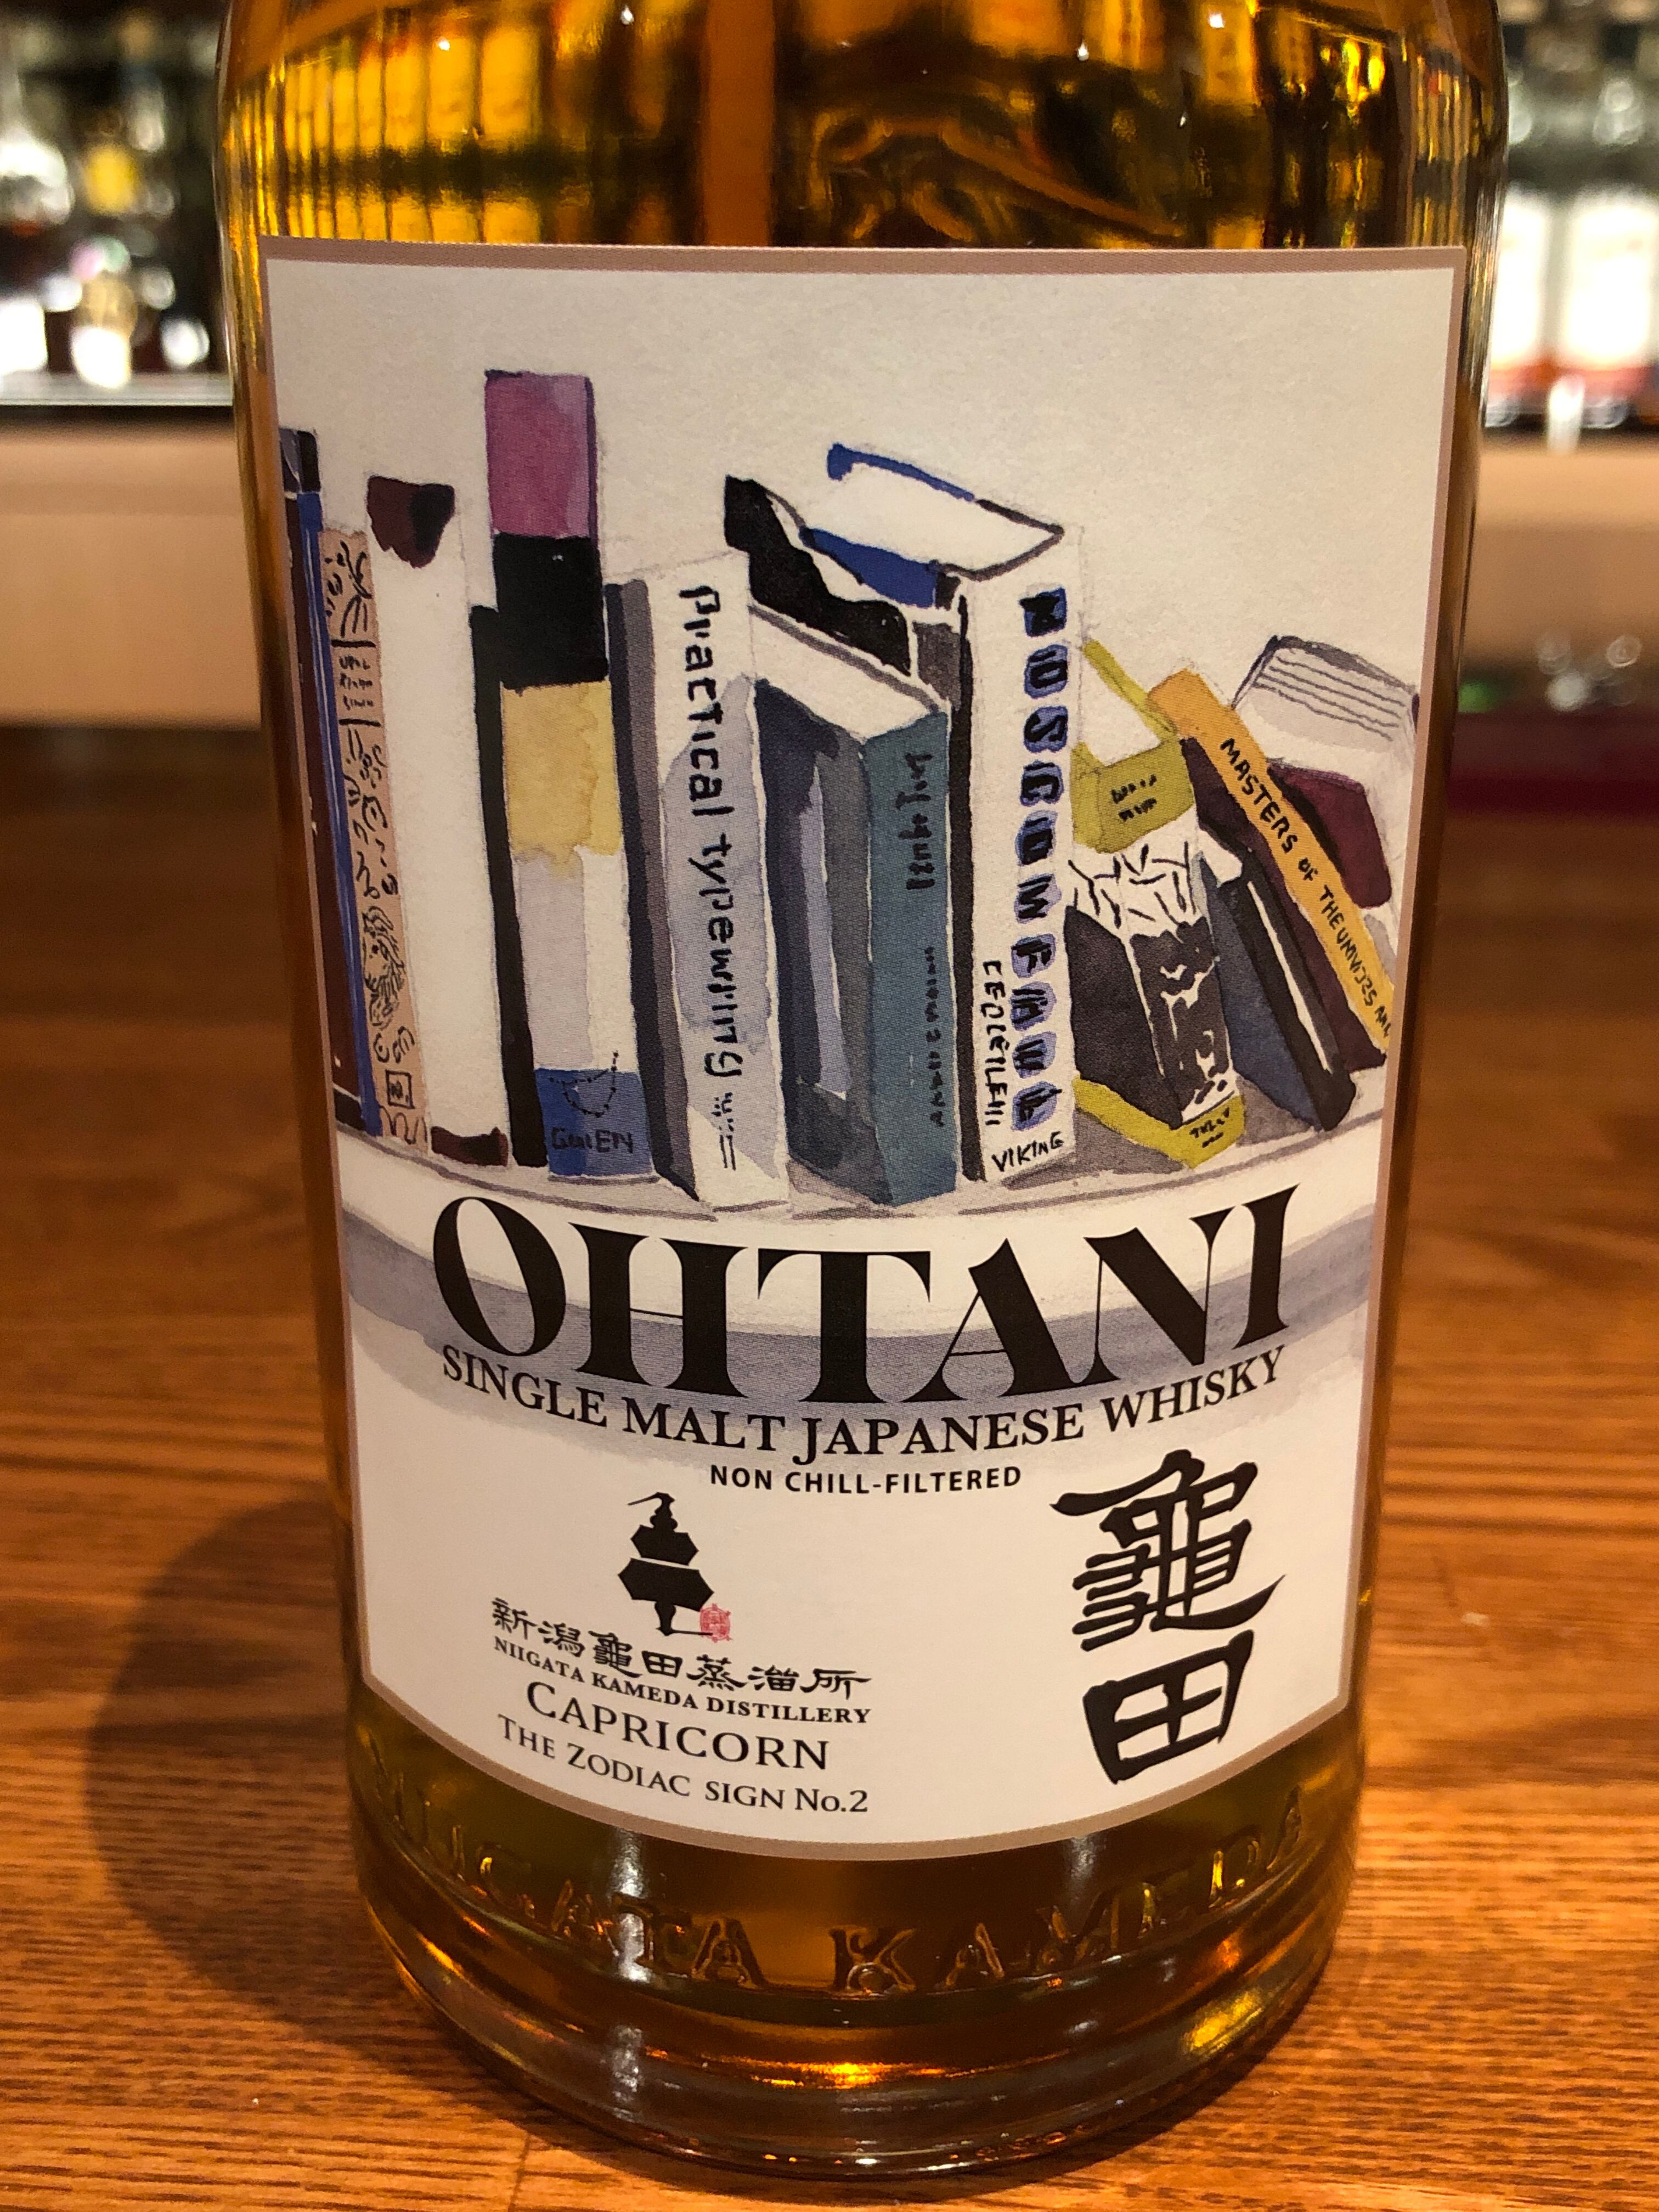 Practical typewriting
GOLEM
VIKING
MASTERS OF THE
OHTANI
SINGLE MALT JAPANESE WHISKY
NON CHILL-FILTERED
龜田
新潟龜田蒸溜所
NIIGATA KAMEDA DISTILLERY
CAPRICORN
THE ZODIAC SIGN No.2
NIIGATA KAMEDA